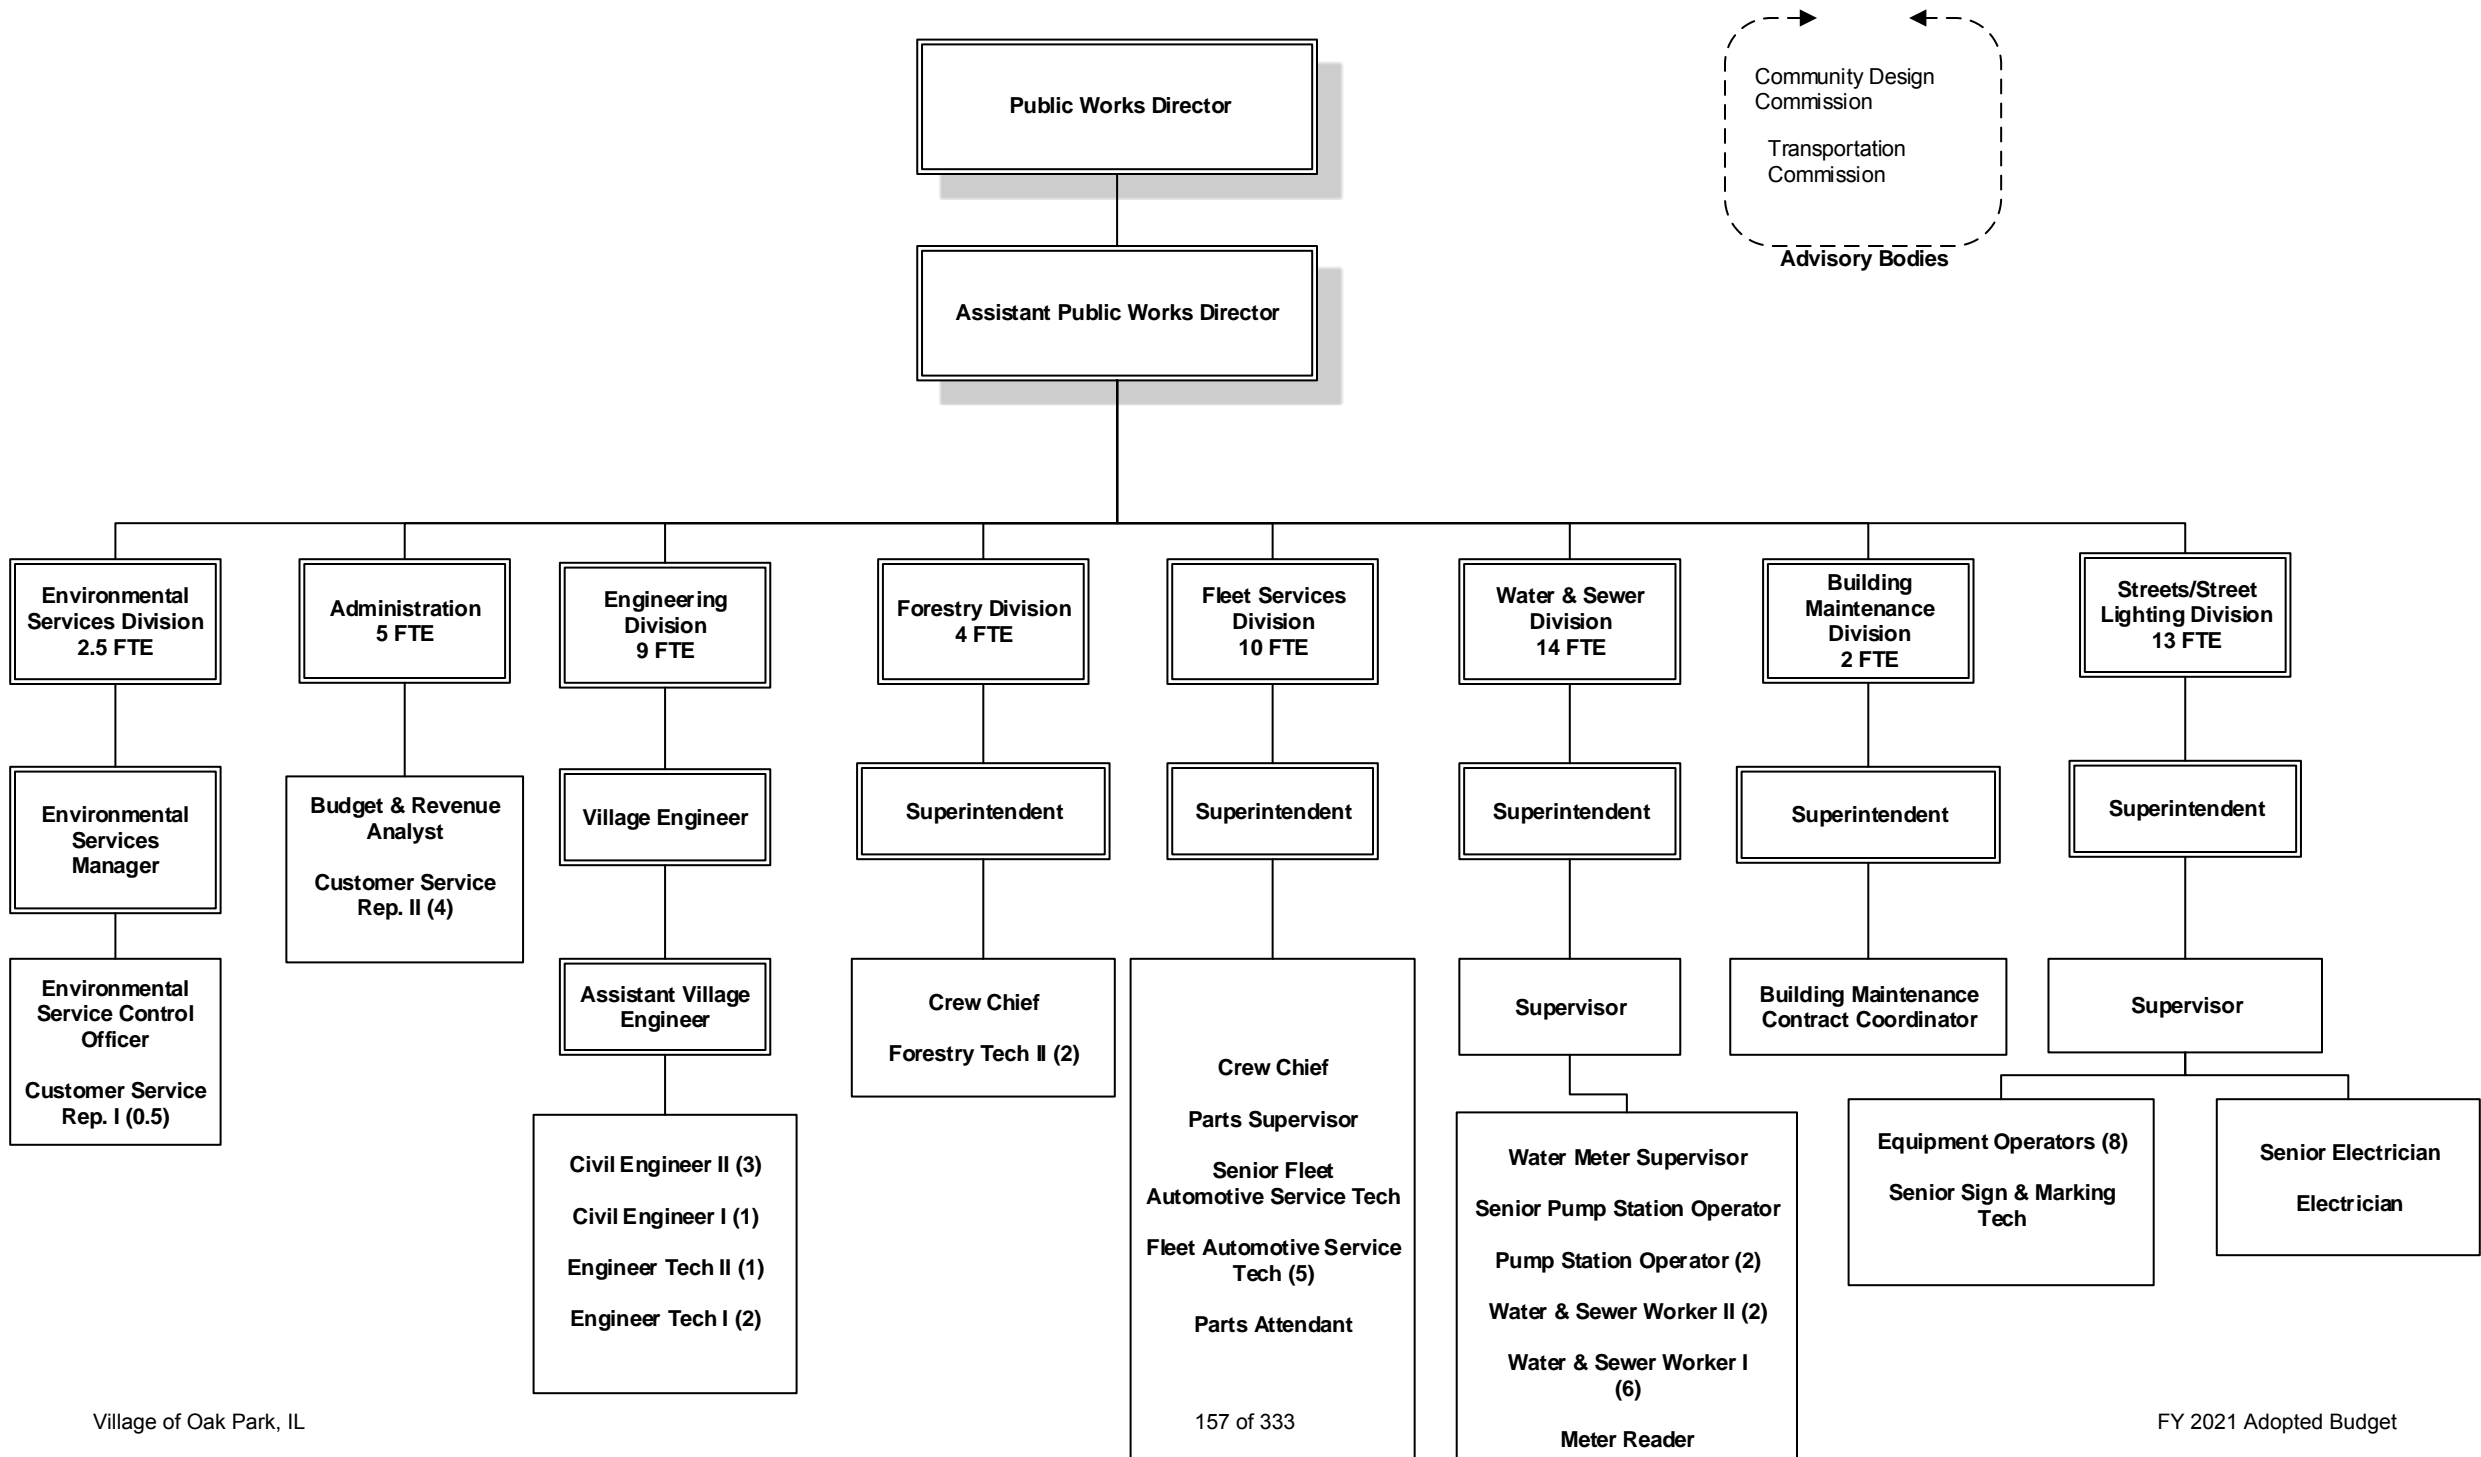 Public Works Director
Community Design
Commission
Transportation
Commission
Advisory Bodies
Assistant Public Works Director
Environmental
Services Division
2.5 FTE
Environmental
Services
Manager
Environmental
Service Control
Officer
Customer Service
Rep. I (0.5)
Administration
5 FTE
Budget & Revenue
Analyst
Customer Service
Rep. II (4)
Engineering
Division
9 FTE
Village Engineer
Assistant Village
Engineer
Civil Engineer II (3)
Civil Engineer I (1)
Engineer Tech II (1)
Engineer Tech I (2)
Forestry Division
4 FTE
Superintendent
Crew Chief
Forestry Tech II (2)
Fleet Services
Division
10 FTE
Superintendent
Crew Chief
Parts Supervisor
Senior Fleet
Automotive Service Tech
Fleet Automotive Service
Tech (5)
Parts Attendant
Water & Sewer
Division
14 FTE
Superintendent
Supervisor
Water Meter Supervisor
Senior Pump Station Operator
Pump Station Operator (2)
Water & Sewer Worker II (2)
Water & Sewer Worker I
(6)
Meter Reader
Building
Maintenance
Division
2 FTE
Superintendent
Building Maintenance
Contract Coordinator
Streets/Street
Lighting Division
13 FTE
Superintendent
Supervisor
Equipment Operators (8)
Senior Sign & Marking
Tech
Senior Electrician
Electrician
Village of Oak Park, IL
157 of 333
FY 2021 Adopted Budget